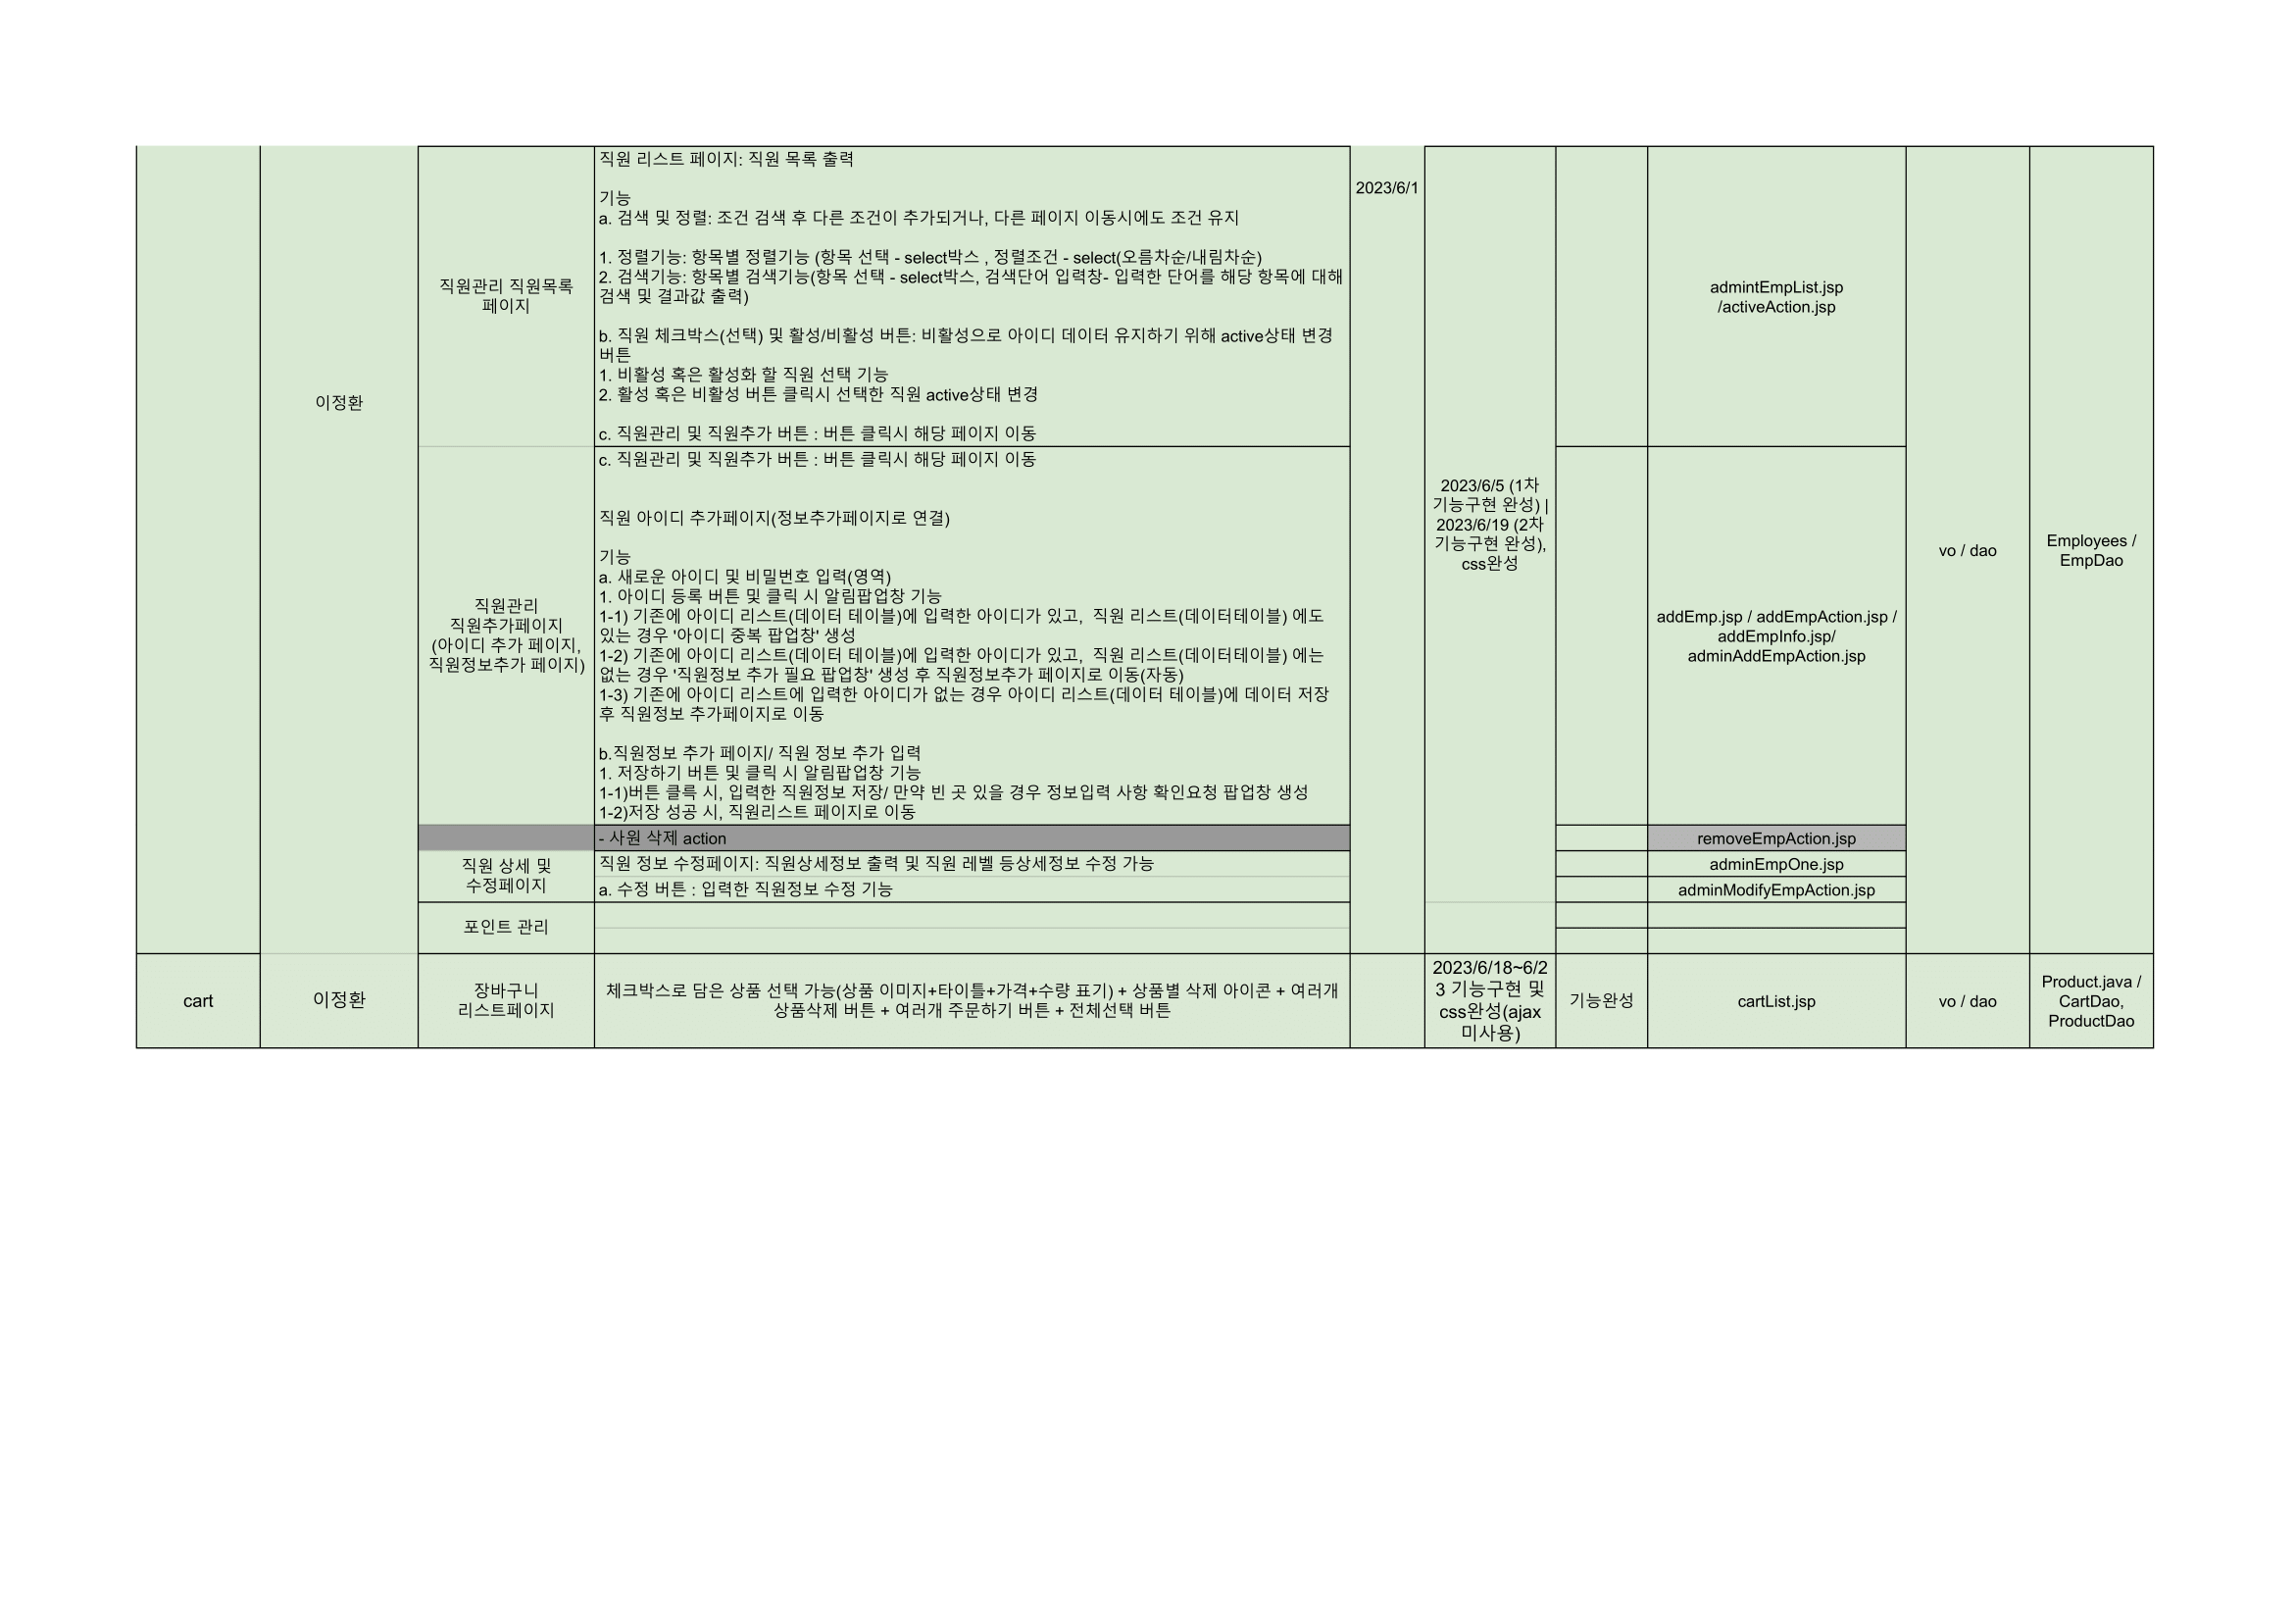 이정환
직원관리 직원목록
페이지
직원 리스트 페이지: 직원 목록 출력
기능
a. 검색 및 정렬: 조건 검색 후 다른 조건이 추가되거나, 다른 페이지 이동시에도 조건 유지
1. 정렬기능: 항목별 정렬기능 (항목 선택 - select박스 , 정렬조건 - select(오름차순/내림차순)
2. 검색기능: 항목별 검색기능(항목 선택 - select박스, 검색단어 입력창- 입력한 단어를 해당 항목에 대해
검색 및 결과값 출력)
b. 직원 체크박스(선택) 및 활성/비활성 버튼: 비활성으로 아이디 데이터 유지하기 위해 active상태 변경
버튼
1. 비활성 혹은 활성화 할 직원 선택 기능
2. 활성 혹은 비활성 버튼 클릭시 선택한 직원 active상태 변경
c. 직원관리 및 직원추가 버튼 : 버튼 클릭시 해당 페이지 이동
2023/6/1
2023/6/5 (1차
기능구현 완성) |
2023/6/19 (2차
기능구현 완성),
css완성
admintEmpList.jsp
/activeAction.jsp
vo / dao
Employees /
EmpDao
직원관리
직원추가페이지
(아이디 추가 페이지,
직원정보추가 페이지)
c. 직원관리 및 직원추가 버튼 : 버튼 클릭시 해당 페이지 이동
직원 아이디 추가페이지(정보추가페이지로 연결)
기능
a. 새로운 아이디 및 비밀번호 입력(영역)
1. 아이디 등록 버튼 및 클릭 시 알림팝업창 기능
1-1) 기존에 아이디 리스트(데이터 테이블)에 입력한 아이디가 있고,  직원 리스트(데이터테이블) 에도
있는 경우 '아이디 중복 팝업창' 생성
1-2) 기존에 아이디 리스트(데이터 테이블)에 입력한 아이디가 있고,  직원 리스트(데이터테이블) 에는
없는 경우 '직원정보 추가 필요 팝업창' 생성 후 직원정보추가 페이지로 이동(자동)
1-3) 기존에 아이디 리스트에 입력한 아이디가 없는 경우 아이디 리스트(데이터 테이블)에 데이터 저장
후 직원정보 추가페이지로 이동
b.직원정보 추가 페이지/ 직원 정보 추가 입력
1. 저장하기 버튼 및 클릭 시 알림팝업창 기능
1-1)버튼 클륵 시, 입력한 직원정보 저장/ 만약 빈 곳 있을 경우 정보입력 사항 확인요청 팝업창 생성
1-2)저장 성공 시, 직원리스트 페이지로 이동
addEmp.jsp / addEmpAction.jsp /
addEmpInfo.jsp/
adminAddEmpAction.jsp
- 사원 삭제 action
removeEmpAction.jsp
직원 상세 및
수정페이지
직원 정보 수정페이지: 직원상세정보 출력 및 직원 레벨 등상세정보 수정 가능
adminEmpOne.jsp
a. 수정 버튼 : 입력한 직원정보 수정 기능
adminModifyEmpAction.jsp
포인트 관리
cart
이정환
장바구니
리스트페이지
체크박스로 담은 상품 선택 가능(상품 이미지+타이틀+가격+수량 표기) + 상품별 삭제 아이콘 + 여러개
상품삭제 버튼 + 여러개 주문하기 버튼 + 전체선택 버튼
2023/6/18~6/2
3 기능구현 및
css완성(ajax
미사용)
기능완성
cartList.jsp
vo / dao
Product.java /
CartDao,
ProductDao